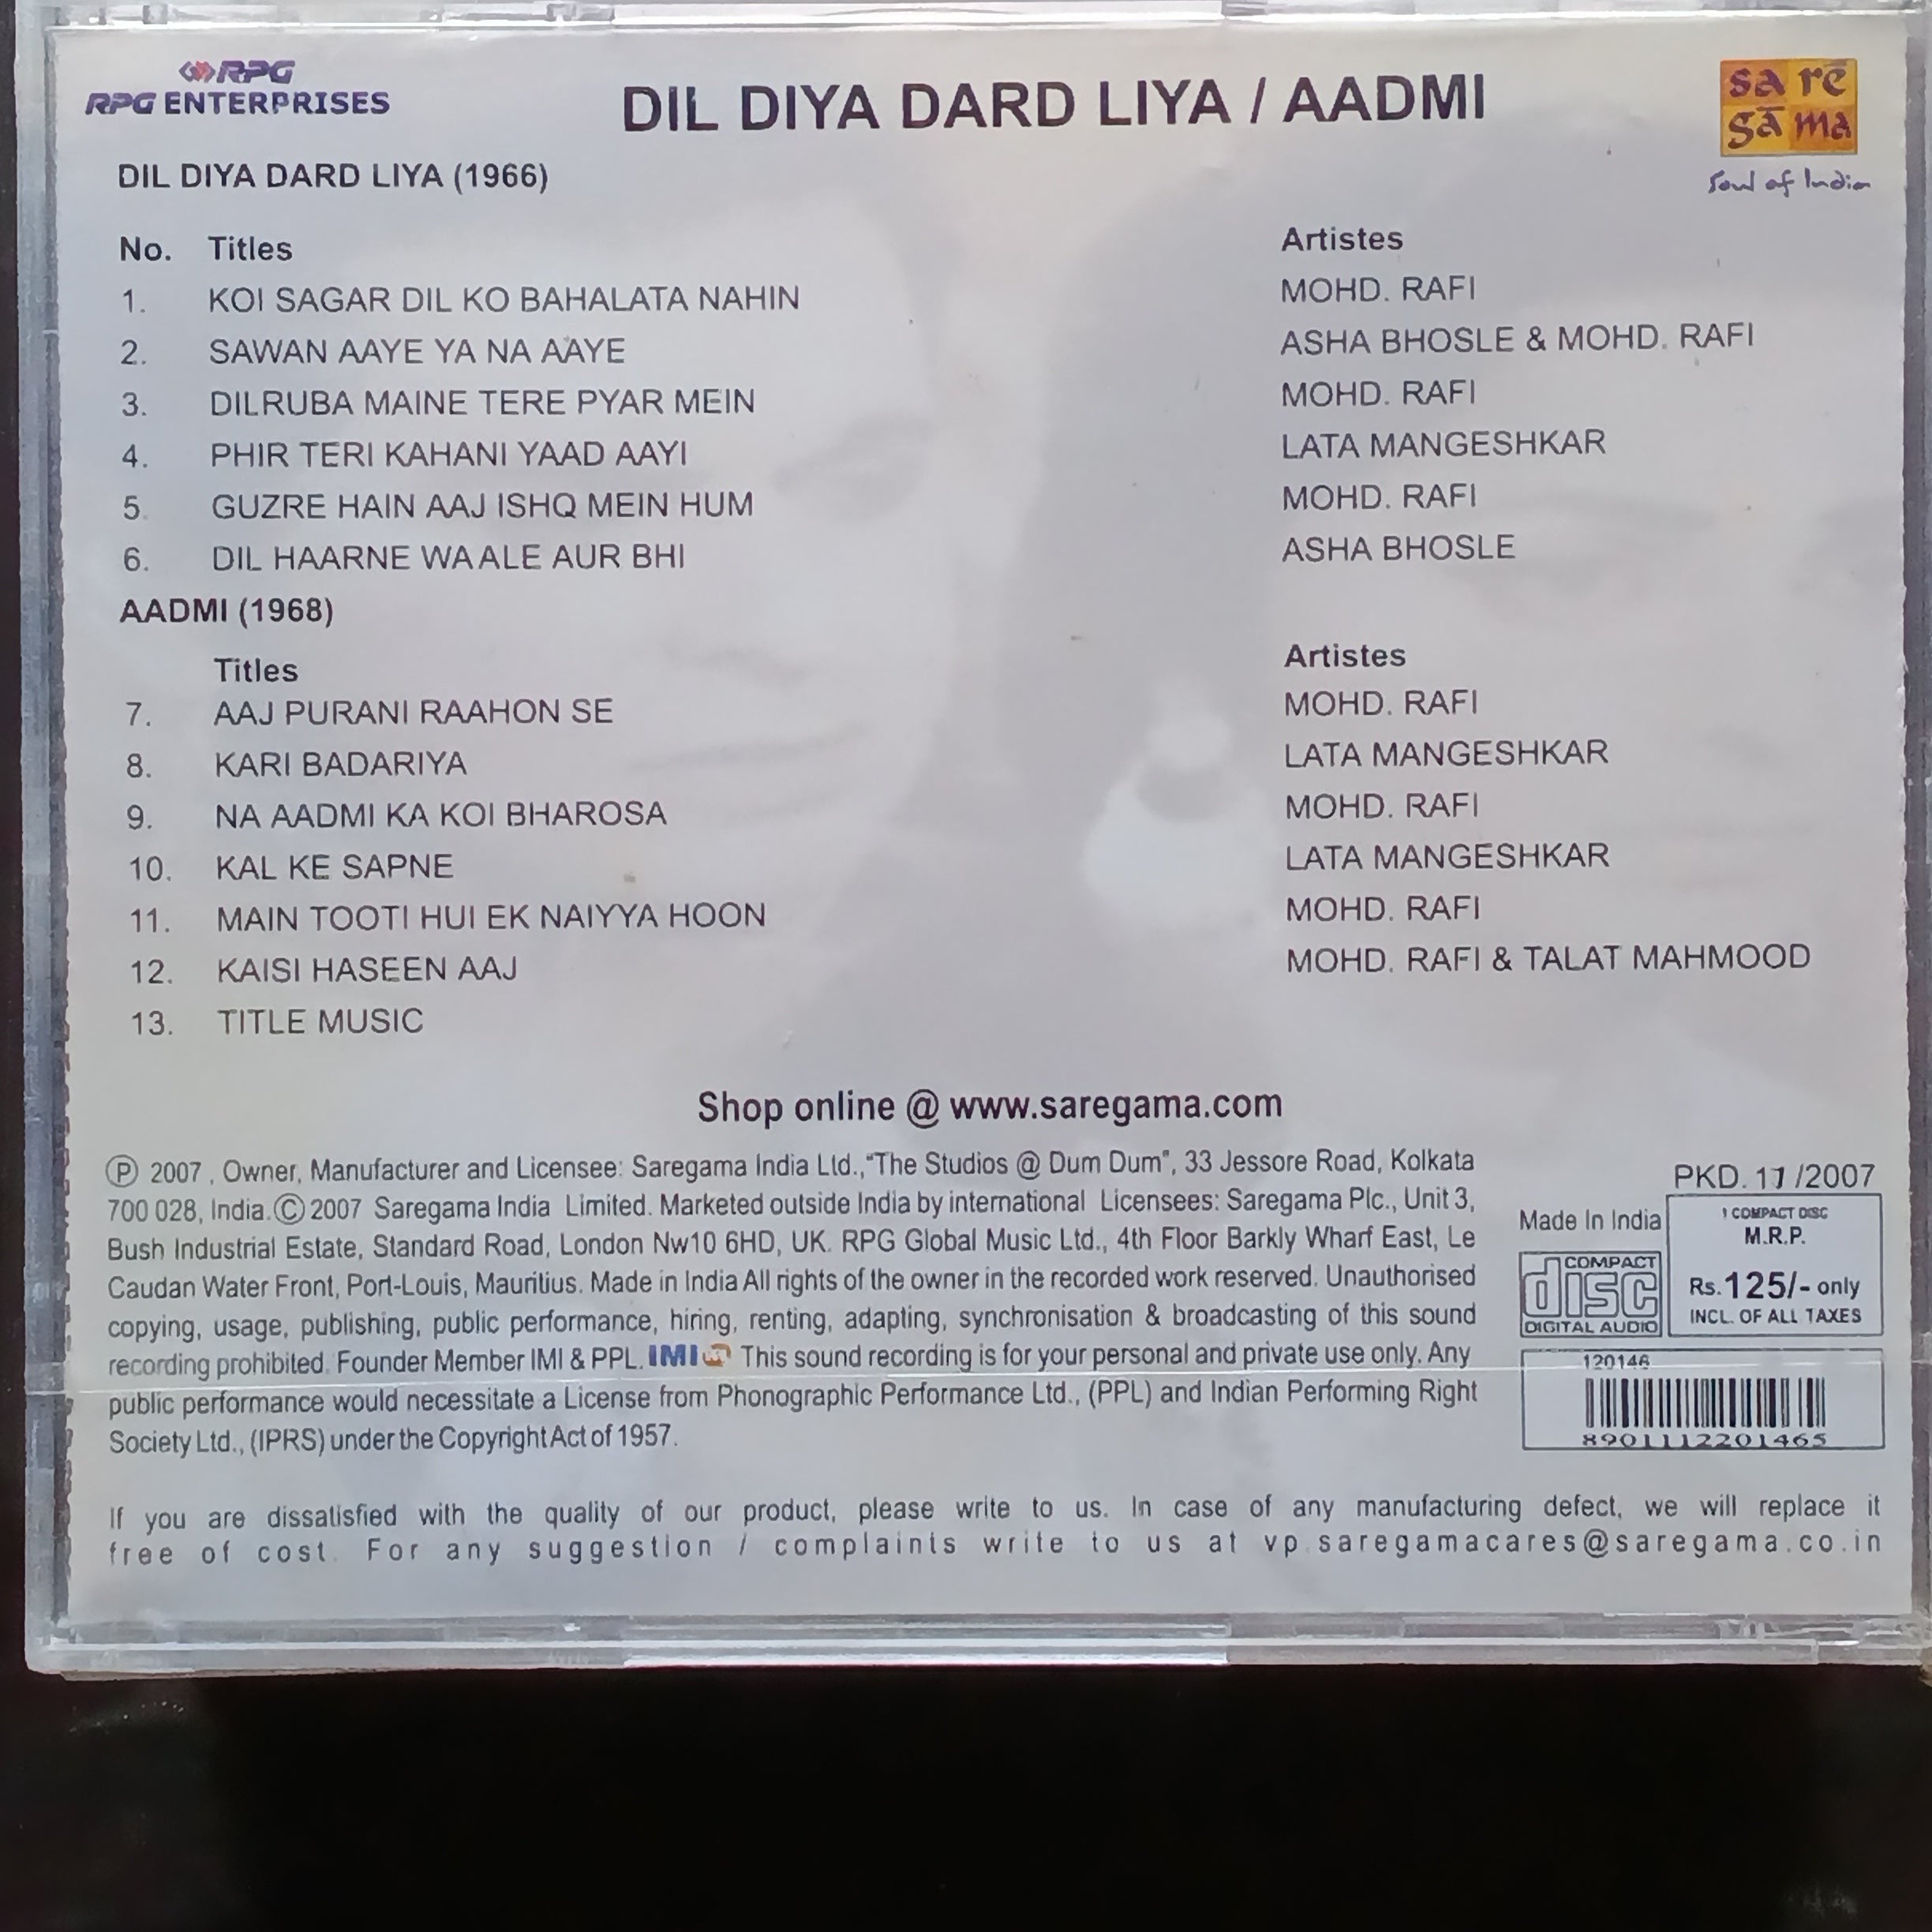 RPG
RPG ENTERPRISES
DIL DIYA DARD LIYA / AADMI
sa rē
gā ma
Soul of India
DIL DIYA DARD LIYA (1966)
No. Titles Artistes
1. KOI SAGAR DIL KO BAHALATA NAHIN MOHD. RAFI
2. SAWAN AAYE YA NA AAYE ASHA BHOSLE & MOHD. RAFI
3. DILRUBA MAINE TERE PYAR MEIN MOHD. RAFI
4. PHIR TERI KAHANI YAAD AAYI LATA MANGESHKAR
5. GUZRE HAIN AAJ ISHQ MEIN HUM MOHD. RAFI
6. DIL HAARNE WAALE AUR BHI ASHA BHOSLE
AADMI (1968)
Titles Artistes
7. AAJ PURANI RAAHON SE MOHD. RAFI
8. KARI BADARIYA LATA MANGESHKAR
9. NA AADMI KA KOI BHAROSA MOHD. RAFI
10. KAL KE SAPNE LATA MANGESHKAR
11. MAIN TOOTI HUI EK NAIYYA HOON MOHD. RAFI
12. KAISI HASEEN AAJ MOHD. RAFI & TALAT MAHMOOD
13. TITLE MUSIC
Shop online @ www.saregama.com
Ⓟ 2007 , Owner, Manufacturer and Licensee: Saregama India Ltd.,"The Studios @ Dum Dum", 33 Jessore Road, Kolkata
700 028, India.© 2007 Saregama India Limited. Marketed outside India by international Licensees: Saregama Plc., Unit 3,
Bush Industrial Estate, Standard Road, London Nw10 6HD, UK. RPG Global Music Ltd., 4th Floor Barkly Wharf East, Le
Caudan Water Front, Port-Louis, Mauritius. Made in India All rights of the owner in the recorded work reserved. Unauthorised
copying, usage, publishing, public performance, hiring, renting, adapting, synchronisation & broadcasting of this sound
recording prohibited. Founder Member IMI & PPL. IMI This sound recording is for your personal and private use only. Any
public performance would necessitate a License from Phonographic Performance Ltd., (PPL) and Indian Performing Right
Society Ltd., (IPRS) under the Copyright Act of 1957.
PKD. 11/2007
Made In India
COMPACT
disc
DIGITAL AUDIO
1 COMPACT DISC
M.R.P.
Rs.125/- only
INCL. OF ALL TAXES
120146
8901112201465
If you are dissatisfied with the quality of our product, please write to us. In case of any manufacturing defect, we will replace it
free of cost. For any suggestion / complaints write to us at vp.saregamacares@saregama.co.in